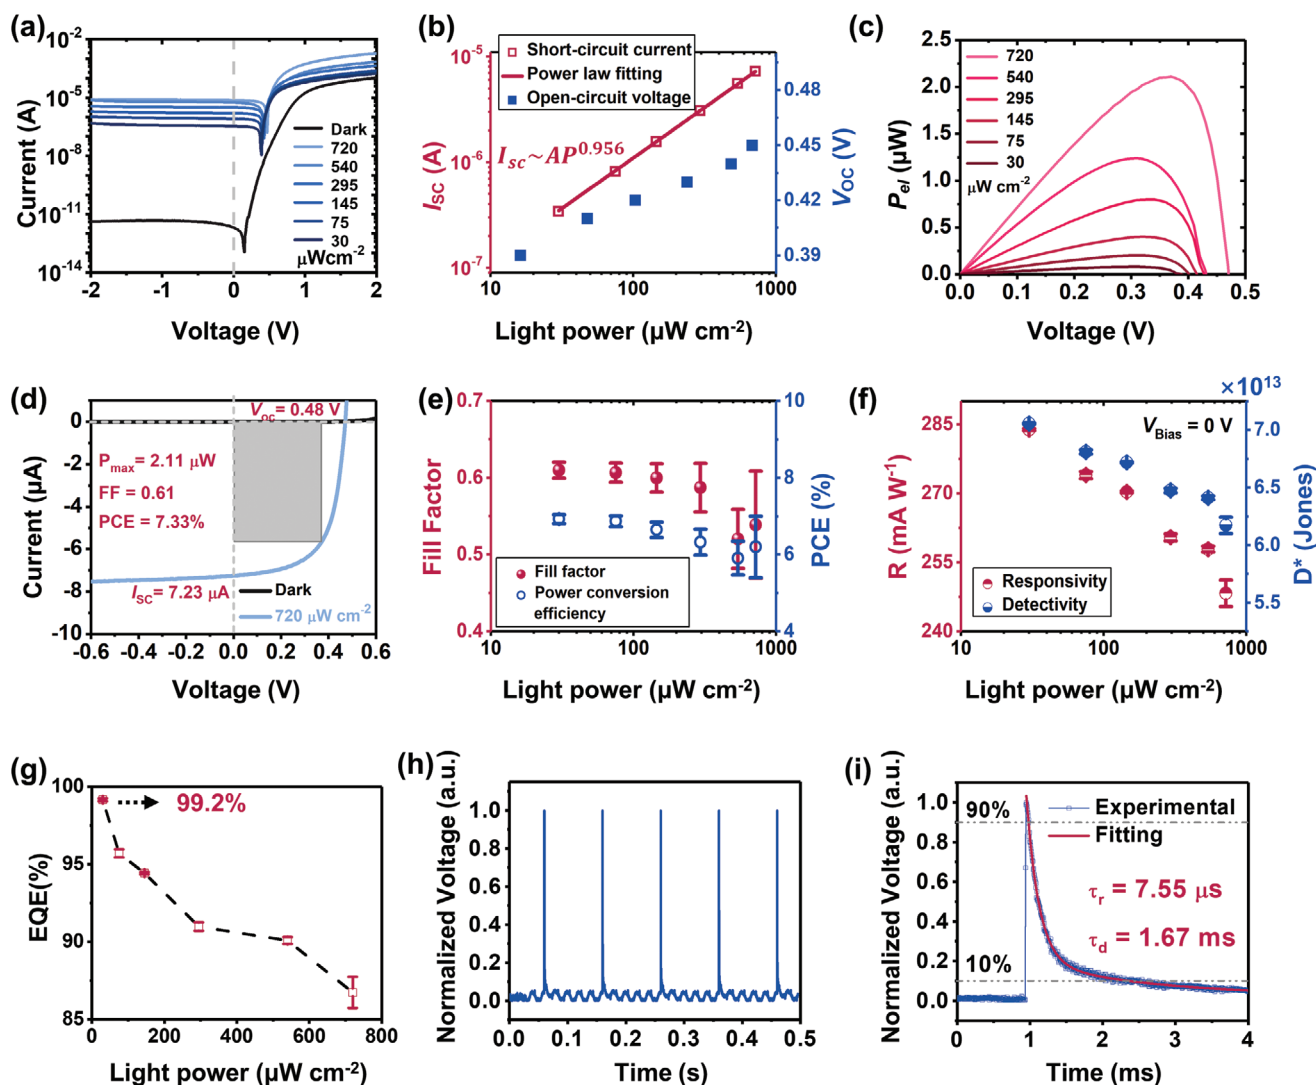 (a)
Current (A)
10⁻²
10⁻⁵
10⁻⁸
10⁻¹¹
10⁻¹⁴
Dark
720
540
295
145
75
30
μWcm⁻²
-2 -1 0 1 2
Voltage (V)
(b)
I_SC (A)
10⁻⁵
10⁻⁶
10⁻⁷
Short-circuit current
Power law fitting
Open-circuit voltage
I_SC~AP^0.956
0.48
0.45
0.42
0.39
V_OC (V)
10 100 1000
Light power (μW cm⁻²)
(c)
P_el (μW)
2.5
2.0
1.5
1.0
0.5
0.0
720
540
295
145
75
30
μW cm⁻²
0.0 0.1 0.2 0.3 0.4 0.5
Voltage (V)
(d)
Current (μA)
0
-2
-4
-6
-8
-10
V_oc= 0.48 V
P_max= 2.11 μW
FF = 0.61
PCE = 7.33%
I_SC= 7.23 μA
Dark
720 μW cm⁻²
-0.6 -0.4 -0.2 0.0 0.2 0.4 0.6
Voltage (V)
(e)
Fill Factor
0.7
0.6
0.5
0.4
Fill factor
Power conversion
efficiency
10
8
6
4
PCE (%)
10 100 1000
Light power (μW cm⁻²)
(f)
R (mA W⁻¹)
285
270
255
240
V_Bias = 0 V
Responsivity
Detectivity
×10¹³
7.0
6.5
6.0
5.5
D* (Jones)
10 100 1000
Light power (μW cm⁻²)
(g)
EQE(%)
100
95
90
85
99.2%
0 200 400 600 800
Light power (μW cm⁻²)
(h)
Normalized Voltage (a.u.)
1.0
0.8
0.6
0.4
0.2
0.0
0.0 0.1 0.2 0.3 0.4 0.5
Time (s)
(i)
Normalized Voltage (a.u.)
1.0
0.8
0.6
0.4
0.2
0.0
90%
10%
Experimental
Fitting
τ_r = 7.55 μs
τ_d = 1.67 ms
0 1 2 3 4
Time (ms)